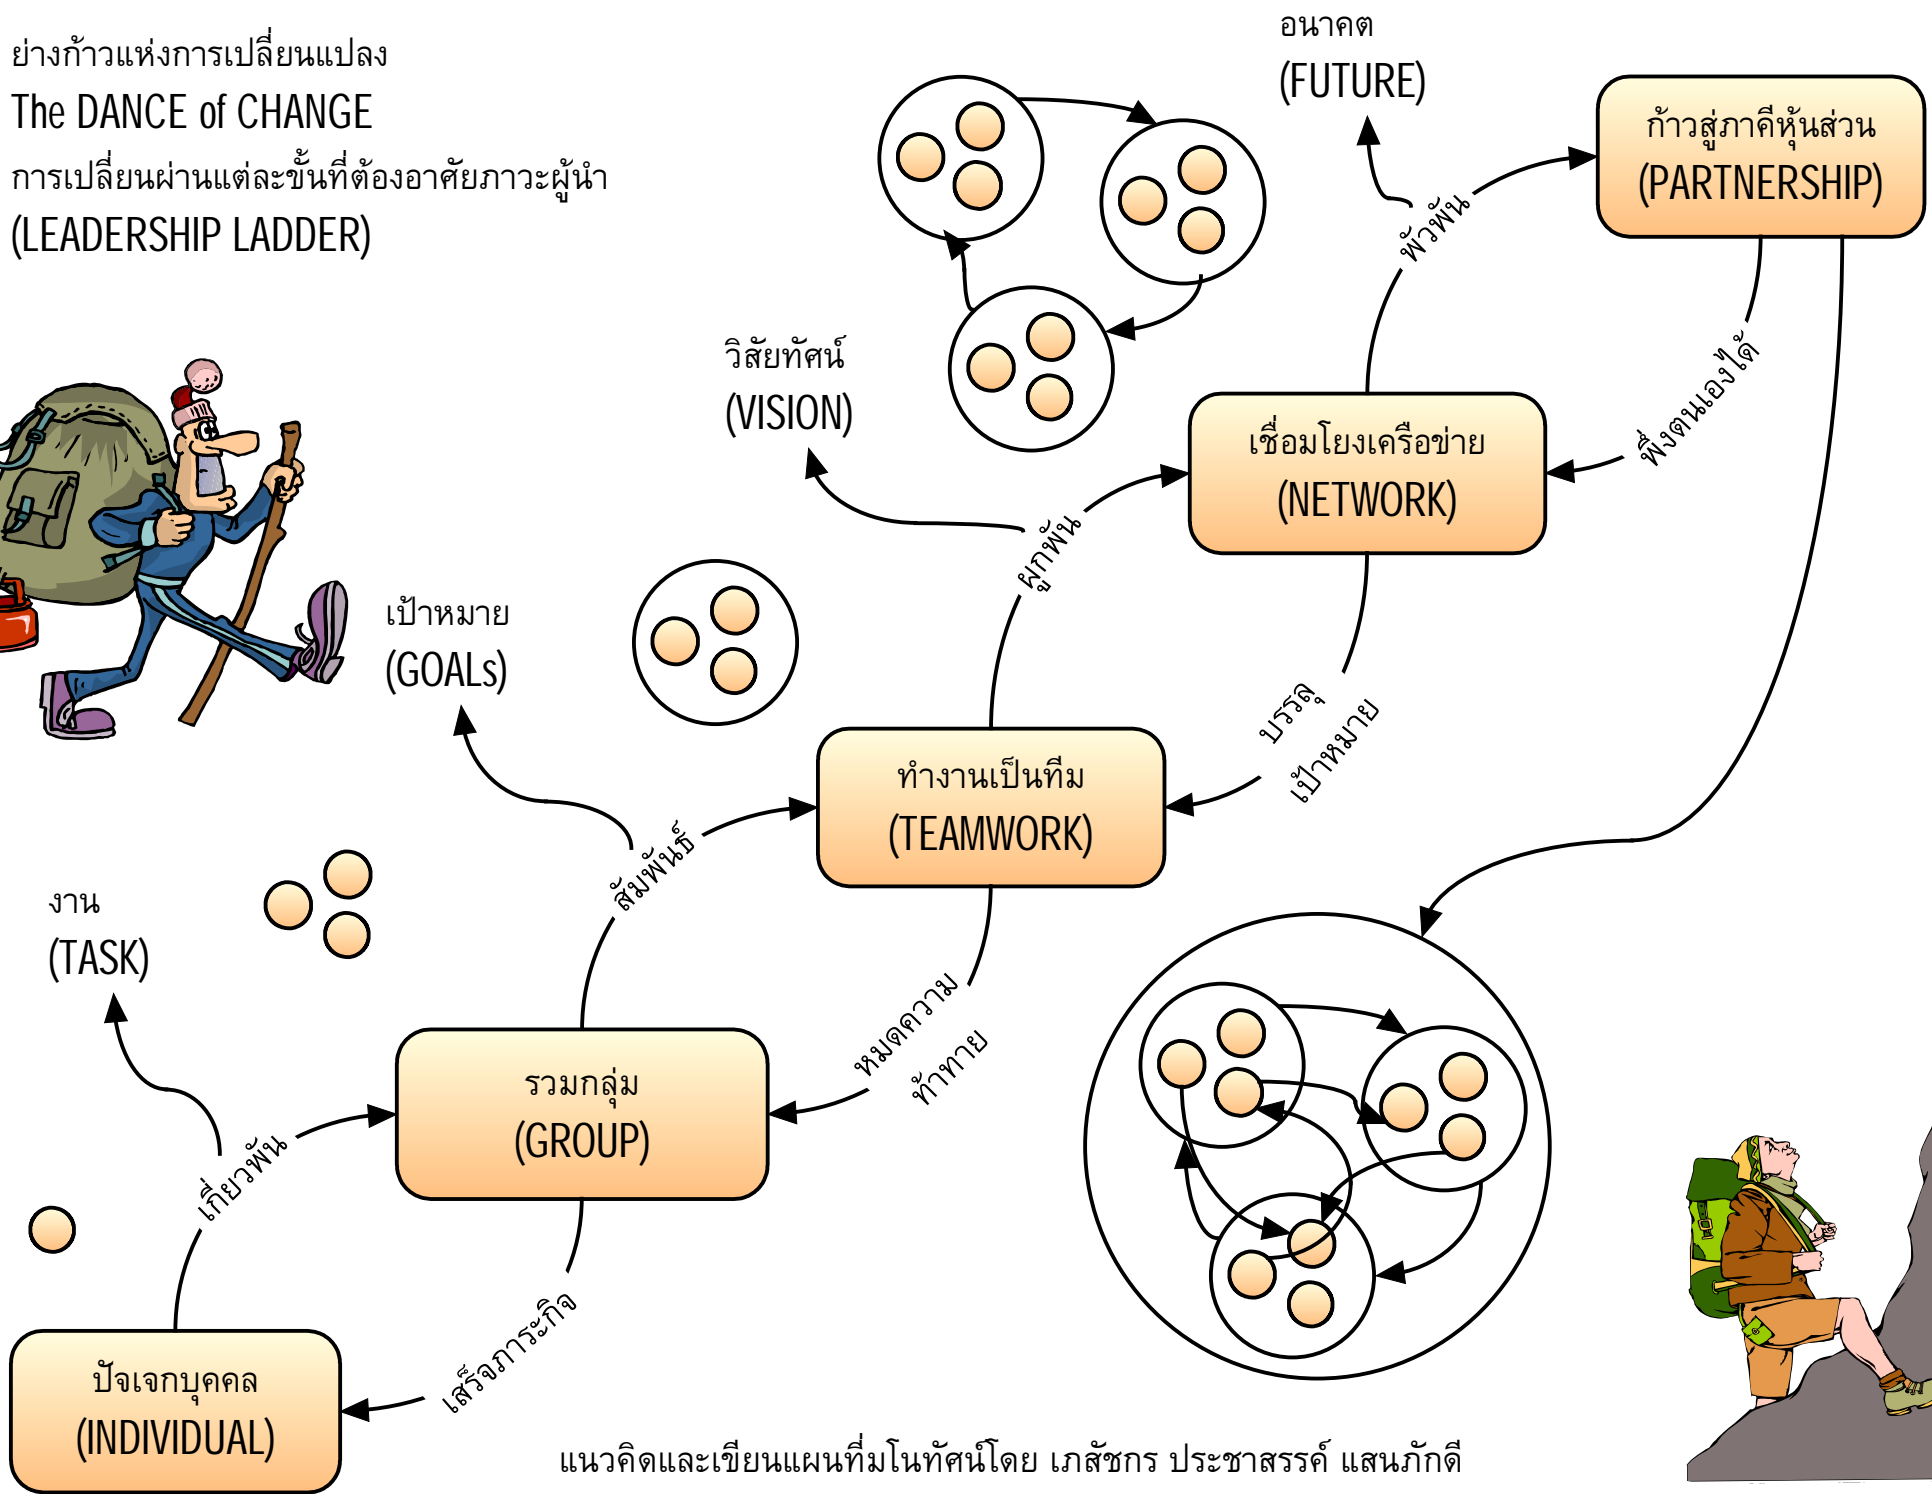 ย่างก้าวแห่งการเปลี่ยนแปลง
The DANCE of CHANGE
การเปลี่ยนผ่านแต่ละขั้นที่ต้องอาศัยภาวะผู้นำ
(LEADERSHIP LADDER)
อนาคต
(FUTURE)
ก้าวสู่ภาคีหุ้นส่วน
(PARTNERSHIP)
พัวพัน
พึ่งตนเองได้
วิสัยทัศน์
(VISION)
เชื่อมโยงเครือข่าย
(NETWORK)
ผูกพัน
บรรลุ
เป้าหมาย
เป้าหมาย
(GOALs)
ทำงานเป็นทีม
(TEAMWORK)
สัมพันธ์
หมดความ
ท้าทาย
งาน
(TASK)
รวมกลุ่ม
(GROUP)
เกี่ยวพัน
เสร็จภาระกิจ
ปัจเจกบุคคล
(INDIVIDUAL)
แนวคิดและเขียนแผนที่มโนทัศน์โดย เภสัชกร ประชาสรรค์ แสนภักดี